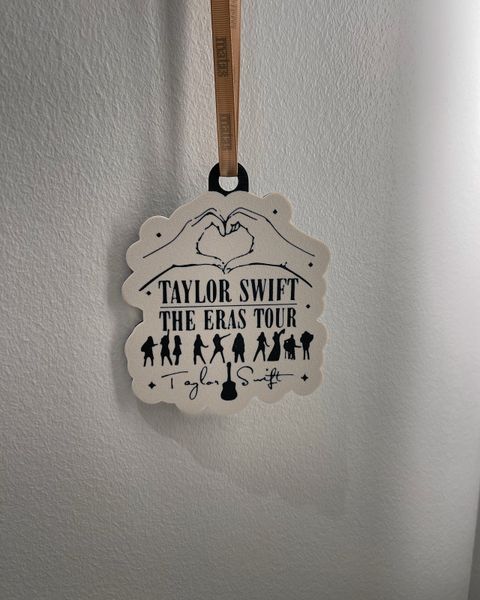 TAYLOR SWIFT
THE ERAS TOUR
Taylor Swift